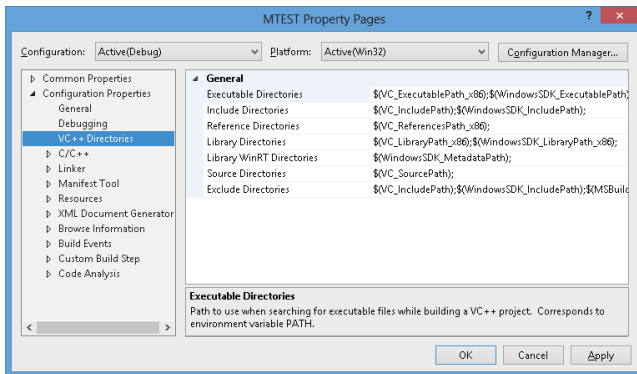 MTEST Property Pages
? ×
Configuration: Active(Debug) Platform: Active(Win32) Configuration Manager...
Common Properties
Configuration Properties
General
Debugging
VC++ Directories
C/C++
Linker
Manifest Tool
Resources
XML Document Generator
Browse Information
Build Events
Custom Build Step
Code Analysis
General
Executable Directories $(VC_ExecutablePath_x86);$(WindowsSDK_ExecutablePath)
Include Directories $(VC_IncludePath);$(WindowsSDK_IncludePath);
Reference Directories $(VC_ReferencesPath_x86);
Library Directories $(VC_LibraryPath_x86);$(WindowsSDK_LibraryPath_x86);
Library WinRT Directories $(WindowsSDK_MetadataPath);
Source Directories $(VC_SourcePath);
Exclude Directories $(VC_IncludePath);$(WindowsSDK_IncludePath);$(MSBuild
Executable Directories
Path to use when searching for executable files while building a VC++ project. Corresponds to
environment variable PATH.
OK Cancel Apply